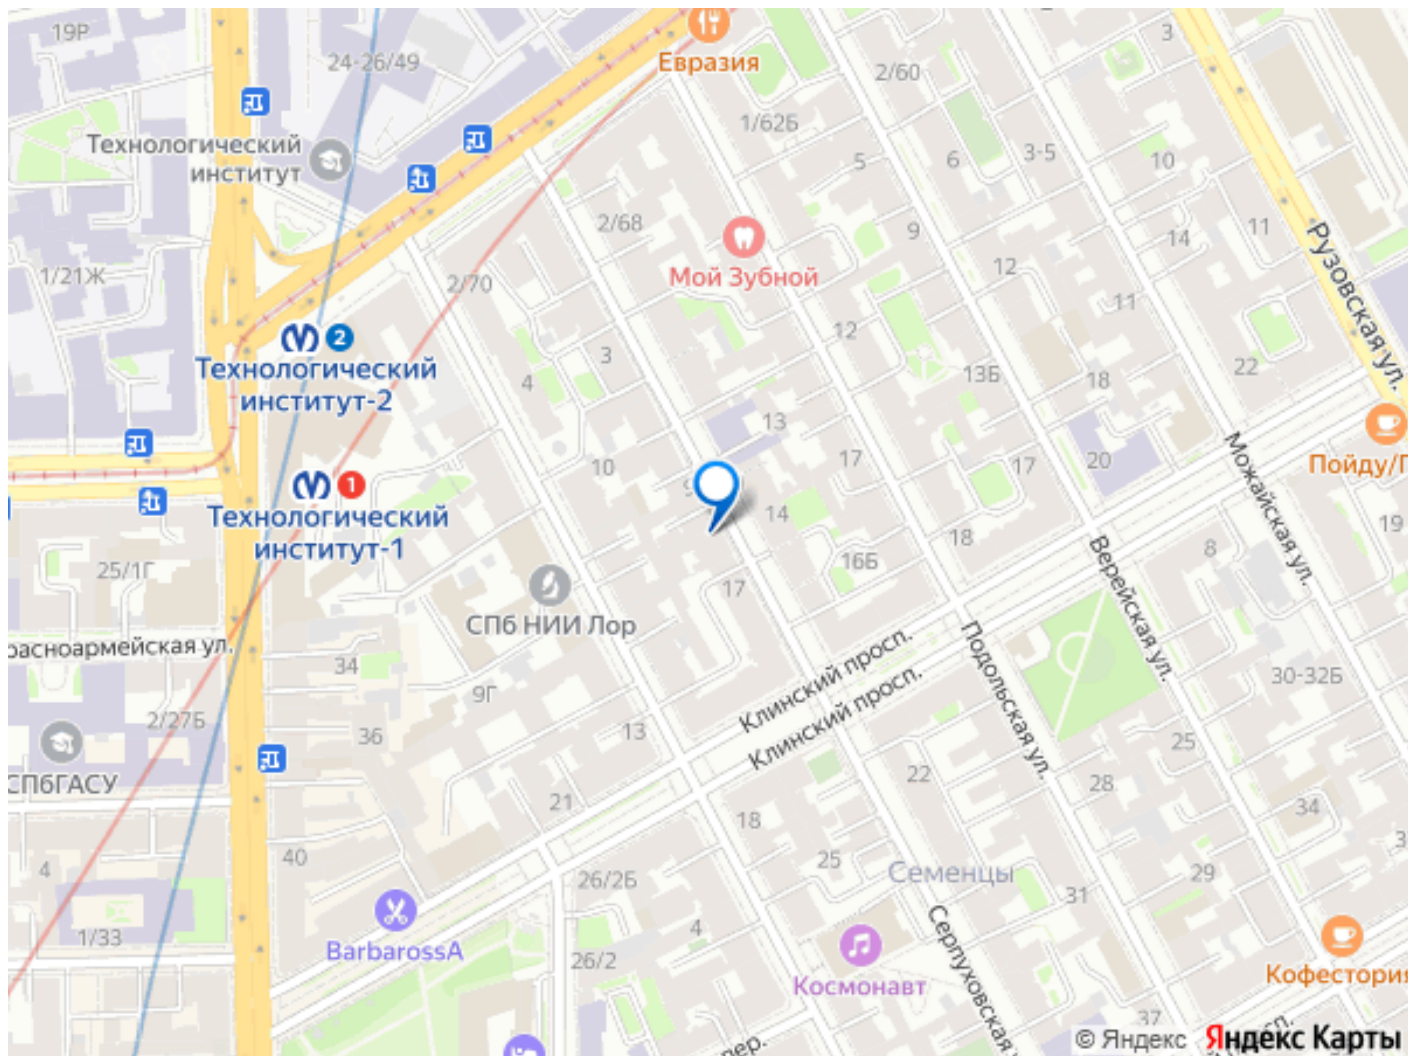 19Р
24-26/49
Евразия
2/60
3
1/62Б
Технологический
институт
5
6
3-5
10
2/68
9
11
14
Рузовская ул.
1/21Ж
2/70
Мой Зубной
12
11
2
Технологический
институт-2
3
4
12
13Б
18
22
13
Можайская ул.
Пойду/Г
10
17
17
20
1
Технологический
институт-1
14
18
19
16Б
8
Верейская ул.
25/1Г
СПб НИИ Лор
17
расноармейская ул.
34
9Г
Клинский просп.
Клинский просп.
Подольская ул.
30-32Б
2/27Б
36
13
25
СПбГАСУ
22
28
21
18
34
40
25
Семенцы
29
4
26/2Б
31
BarbarossA
1/33
4
26/2
Космонавт
Серпуховская
Кофестория
37
пер.
сп.
© Яндекс Яндекс Карты